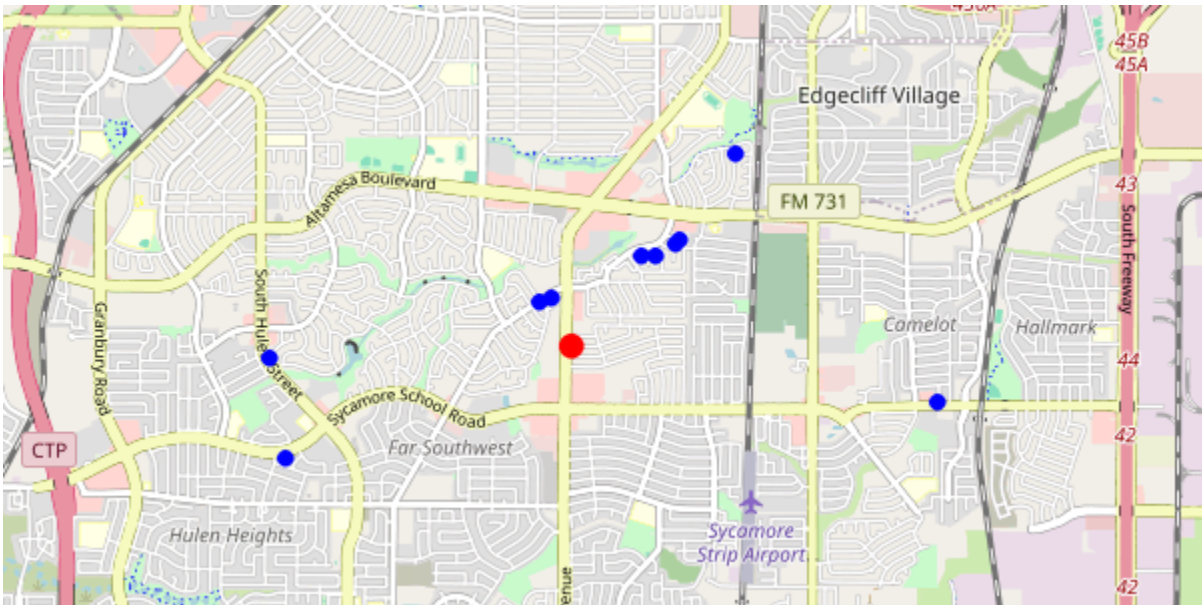 45B
45A
Edgecliff Village
Altamesa Boulevard
43
FM 731
South Freeway
South Hulen Street
Granbury Road
Camelot
Hallmark
44
Sycamore School Road
42
CTP
Far Southwest
Hulen Heights
Sycamore
Strip Airport
enue
42